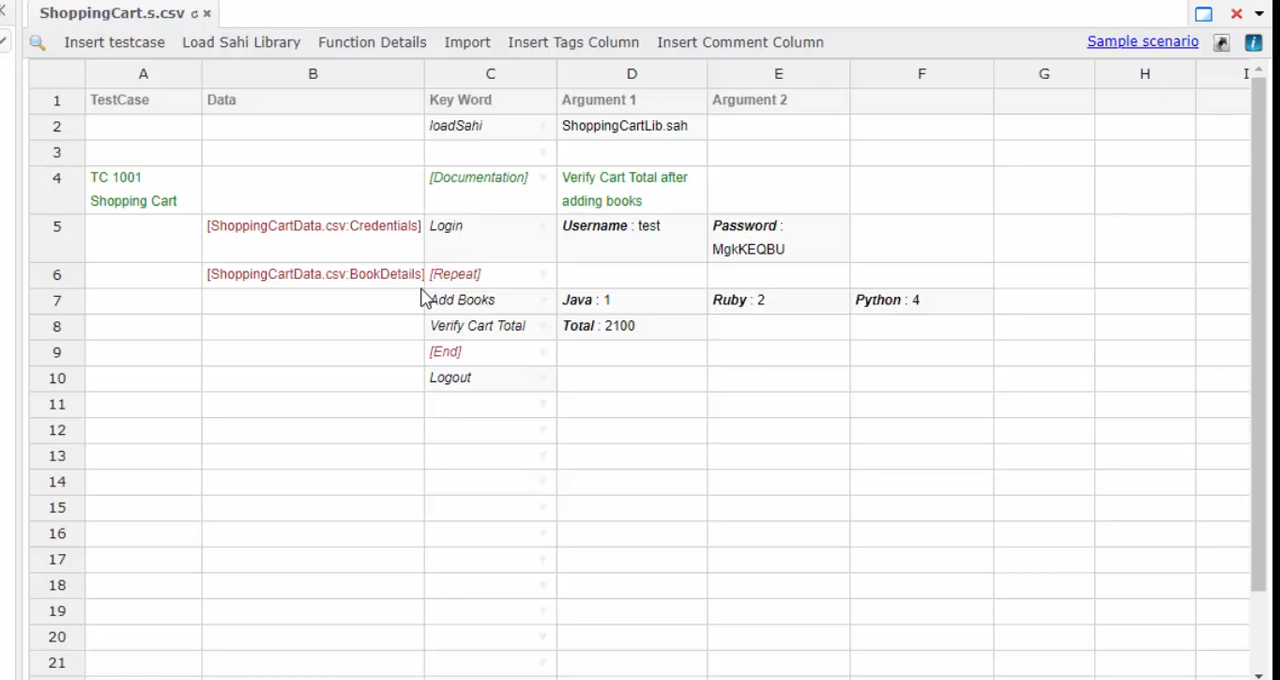 ShoppingCart.s.csv
Insert testcase Load Sahi Library Function Details Import Insert Tags Column Insert Comment Column Sample scenario
A B C D E F G H I
1 TestCase Data Key Word Argument 1 Argument 2
2 loadSahi ShoppingCartLib.sah
3
4 TC 1001 [Documentation] Verify Cart Total after
Shopping Cart adding books
5 [ShoppingCartData.csv:Credentials] Login Username : test Password :
MgkKEQBU
6 [ShoppingCartData.csv:BookDetails] [Repeat]
7 Add Books Java : 1 Ruby : 2 Python : 4
8 Verify Cart Total Total : 2100
9 [End]
10 Logout
11
12
13
14
15
16
17
18
19
20
21